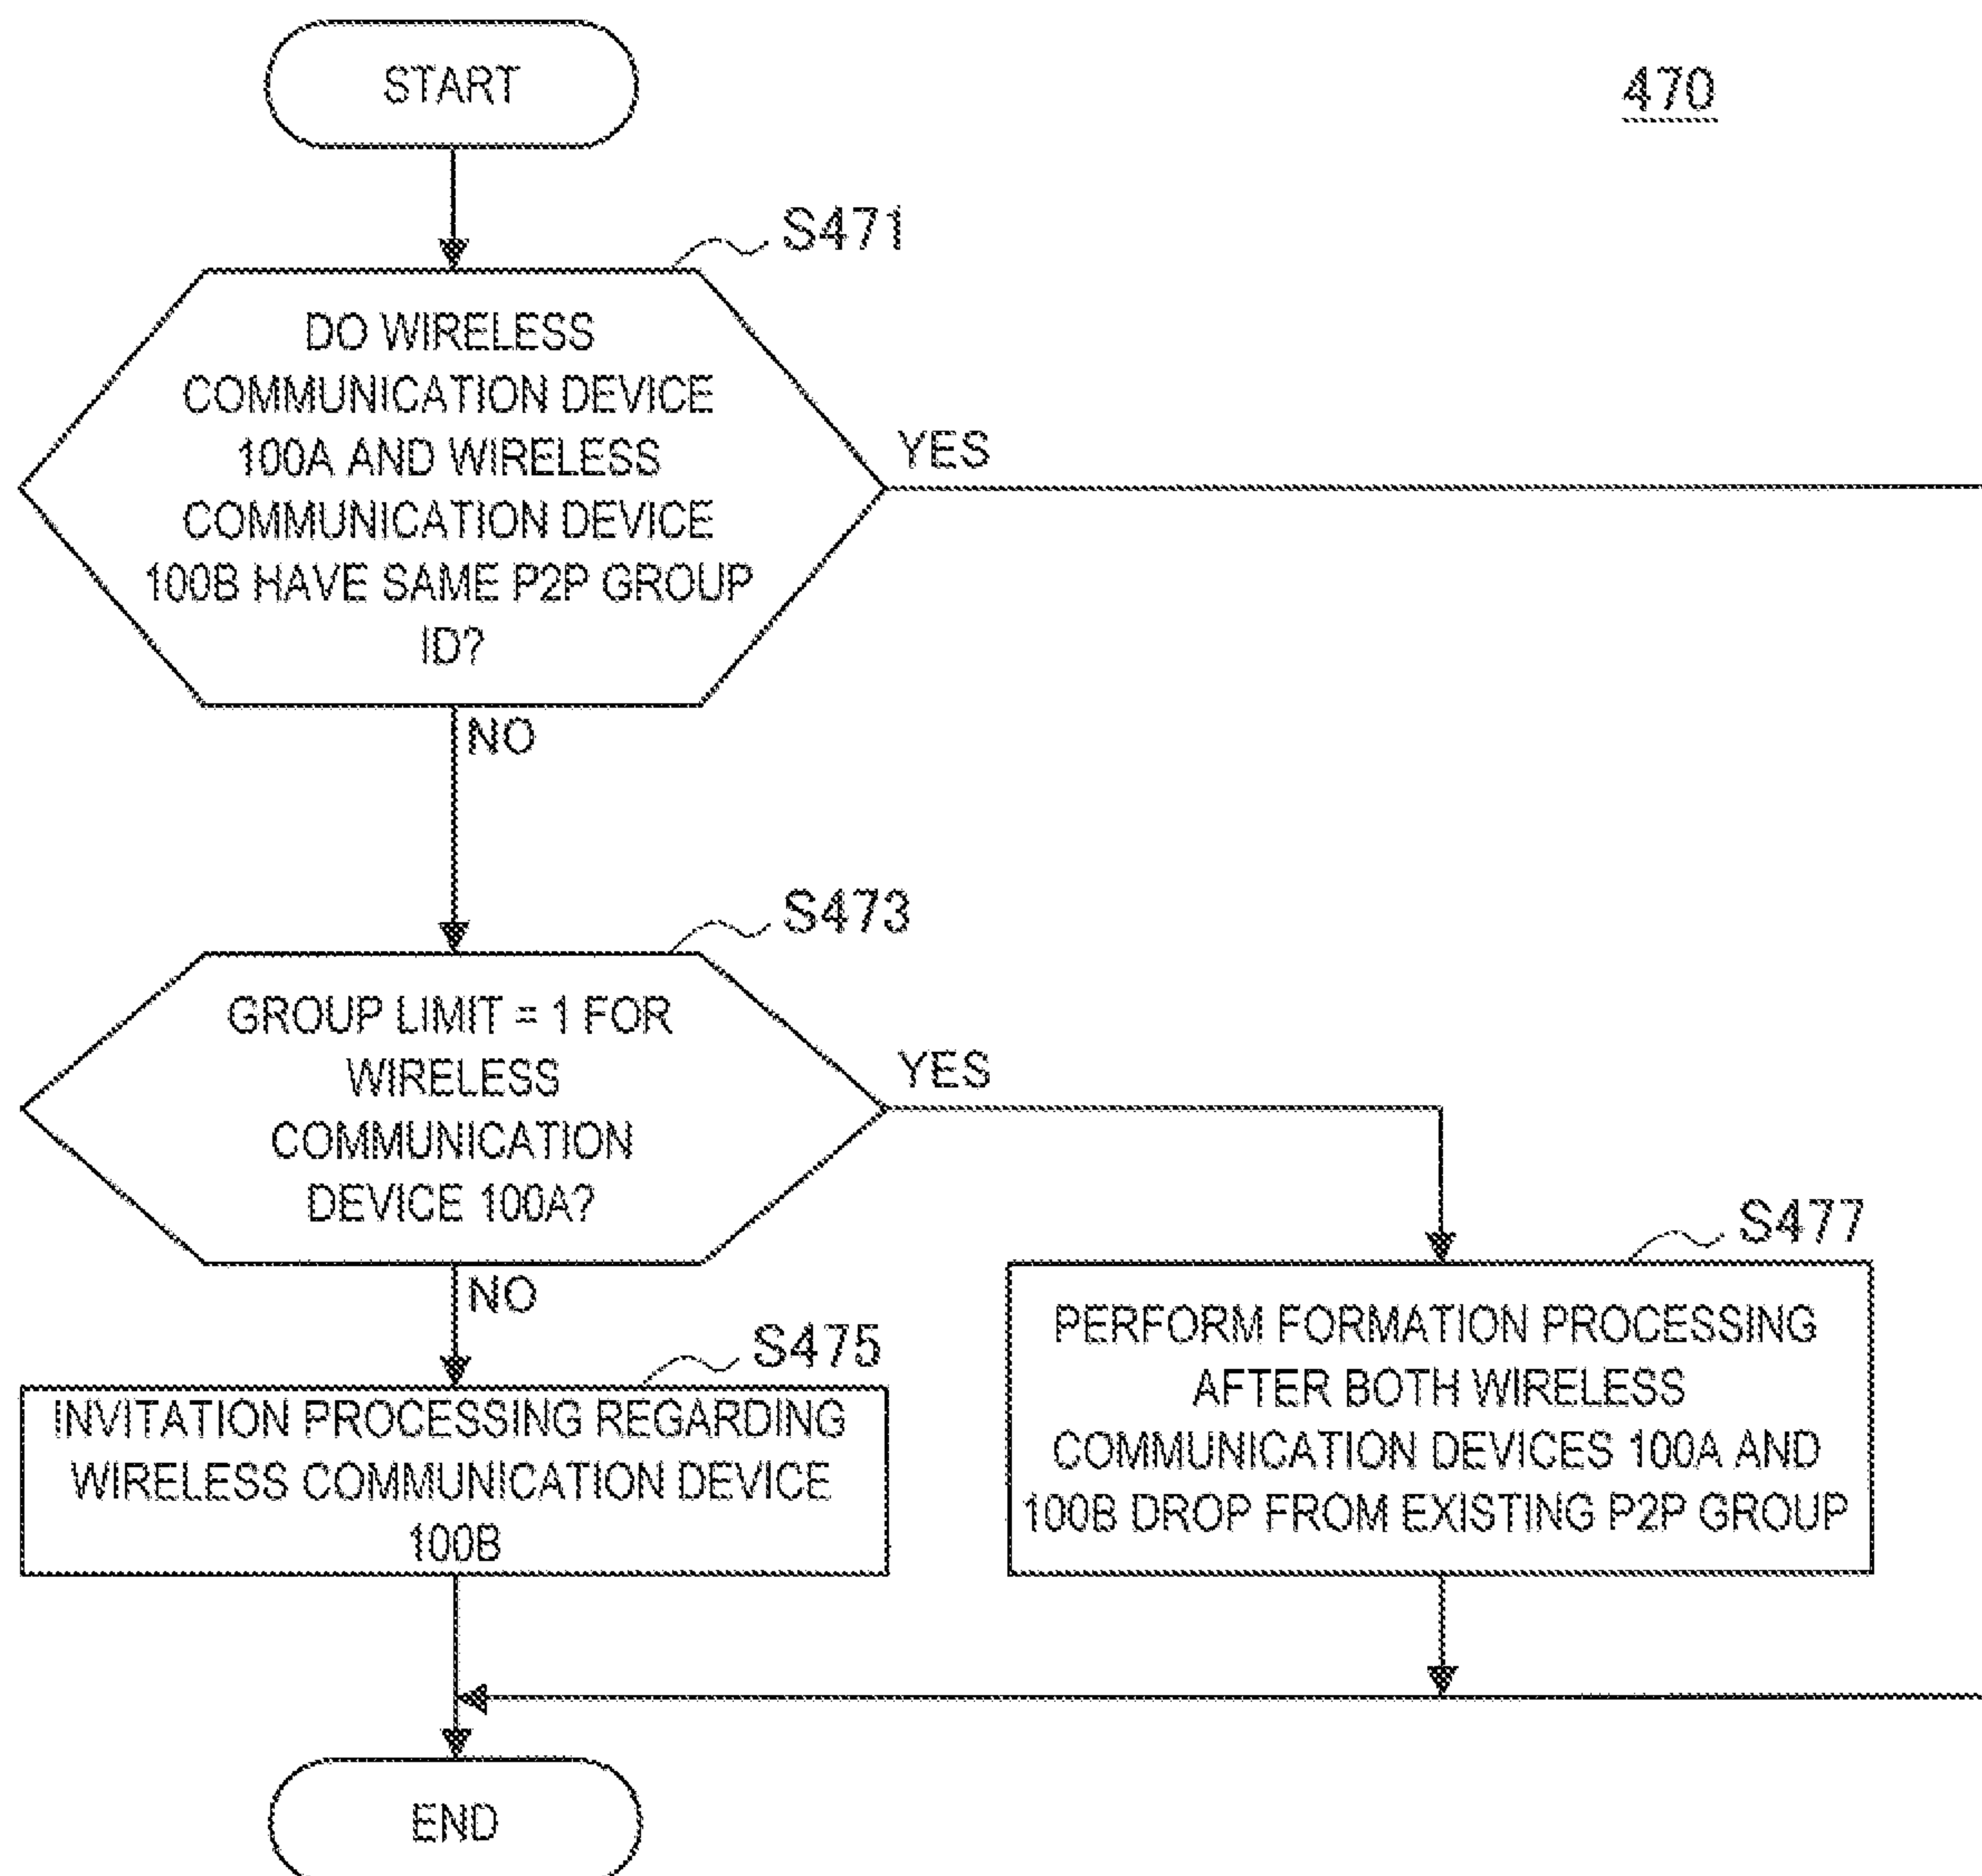 START
470
S471
DO WIRELESS
COMMUNICATION DEVICE
100A AND WIRELESS
COMMUNICATION DEVICE
100B HAVE SAME P2P GROUP
ID?
YES
NO
S473
GROUP LIMIT = 1 FOR
WIRELESS
COMMUNICATION
DEVICE 100A?
YES
NO
S475
INVITATION PROCESSING REGARDING
WIRELESS COMMUNICATION DEVICE
100B
S477
PERFORM FORMATION PROCESSING
AFTER BOTH WIRELESS
COMMUNICATION DEVICES 100A AND
100B DROP FROM EXISTING P2P GROUP
END